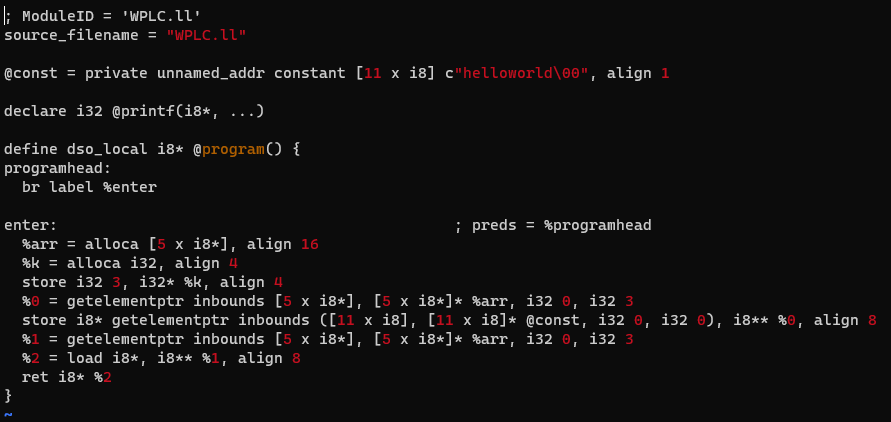 ; ModuleID = 'WPLC.ll'
source_filename = "WPLC.ll"

@const = private unnamed_addr constant [11 x i8] c"helloworld\00", align 1

declare i32 @printf(i8*, ...)

define dso_local i8* @program() {
programhead:
  br label %enter

enter:                                            ; preds = %programhead
  %arr = alloca [5 x i8*], align 16
  %k = alloca i32, align 4
  store i32 3, i32* %k, align 4
  %0 = getelementptr inbounds [5 x i8*], [5 x i8*]* %arr, i32 0, i32 3
  store i8* getelementptr inbounds ([11 x i8], [11 x i8]* @const, i32 0, i32 0), i8** %0, align 8
  %1 = getelementptr inbounds [5 x i8*], [5 x i8*]* %arr, i32 0, i32 3
  %2 = load i8*, i8** %1, align 8
  ret i8* %2
}
~